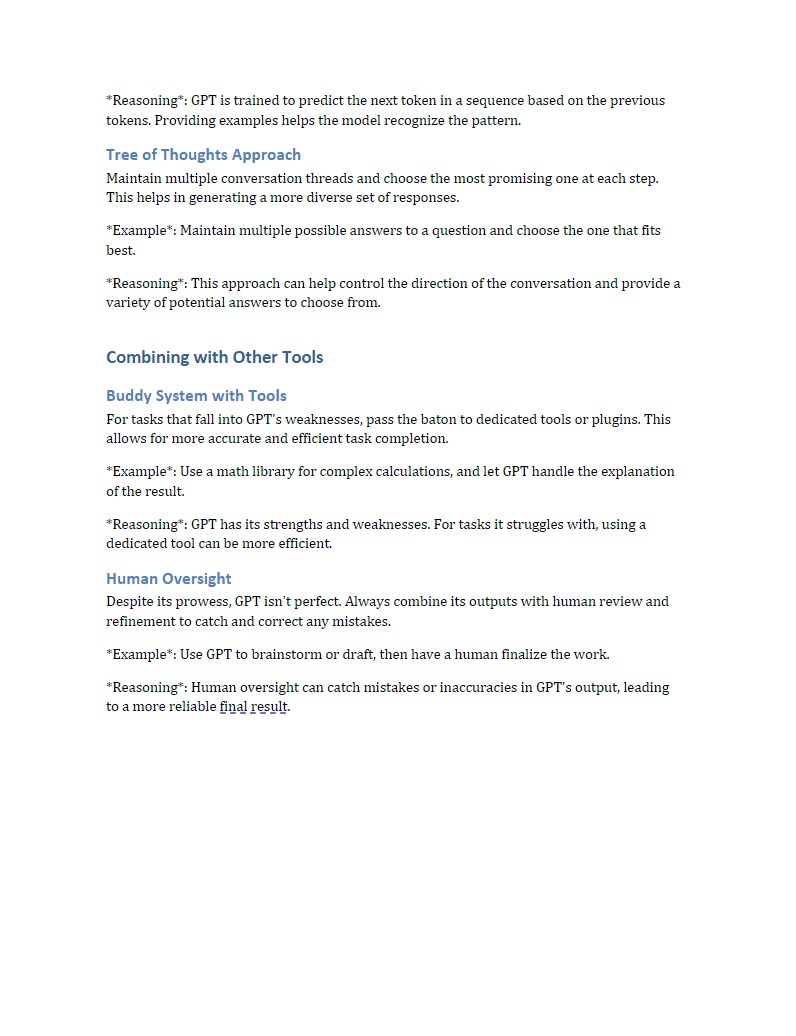 *Reasoning*: GPT is trained to predict the next token in a sequence based on the previous
tokens. Providing examples helps the model recognize the pattern.
Tree of Thoughts Approach
Maintain multiple conversation threads and choose the most promising one at each step.
This helps in generating a more diverse set of responses.
*Example*: Maintain multiple possible answers to a question and choose the one that fits
best.
*Reasoning*: This approach can help control the direction of the conversation and provide a
variety of potential answers to choose from.
Combining with Other Tools
Buddy System with Tools
For tasks that fall into GPT's weaknesses, pass the baton to dedicated tools or plugins. This
allows for more accurate and efficient task completion.
*Example*: Use a math library for complex calculations, and let GPT handle the explanation
of the result.
*Reasoning*: GPT has its strengths and weaknesses. For tasks it struggles with, using a
dedicated tool can be more efficient.
Human Oversight
Despite its prowess, GPT isn't perfect. Always combine its outputs with human review and
refinement to catch and correct any mistakes.
*Example*: Use GPT to brainstorm or draft, then have a human finalize the work.
*Reasoning*: Human oversight can catch mistakes or inaccuracies in GPT's output, leading
to a more reliable final result.